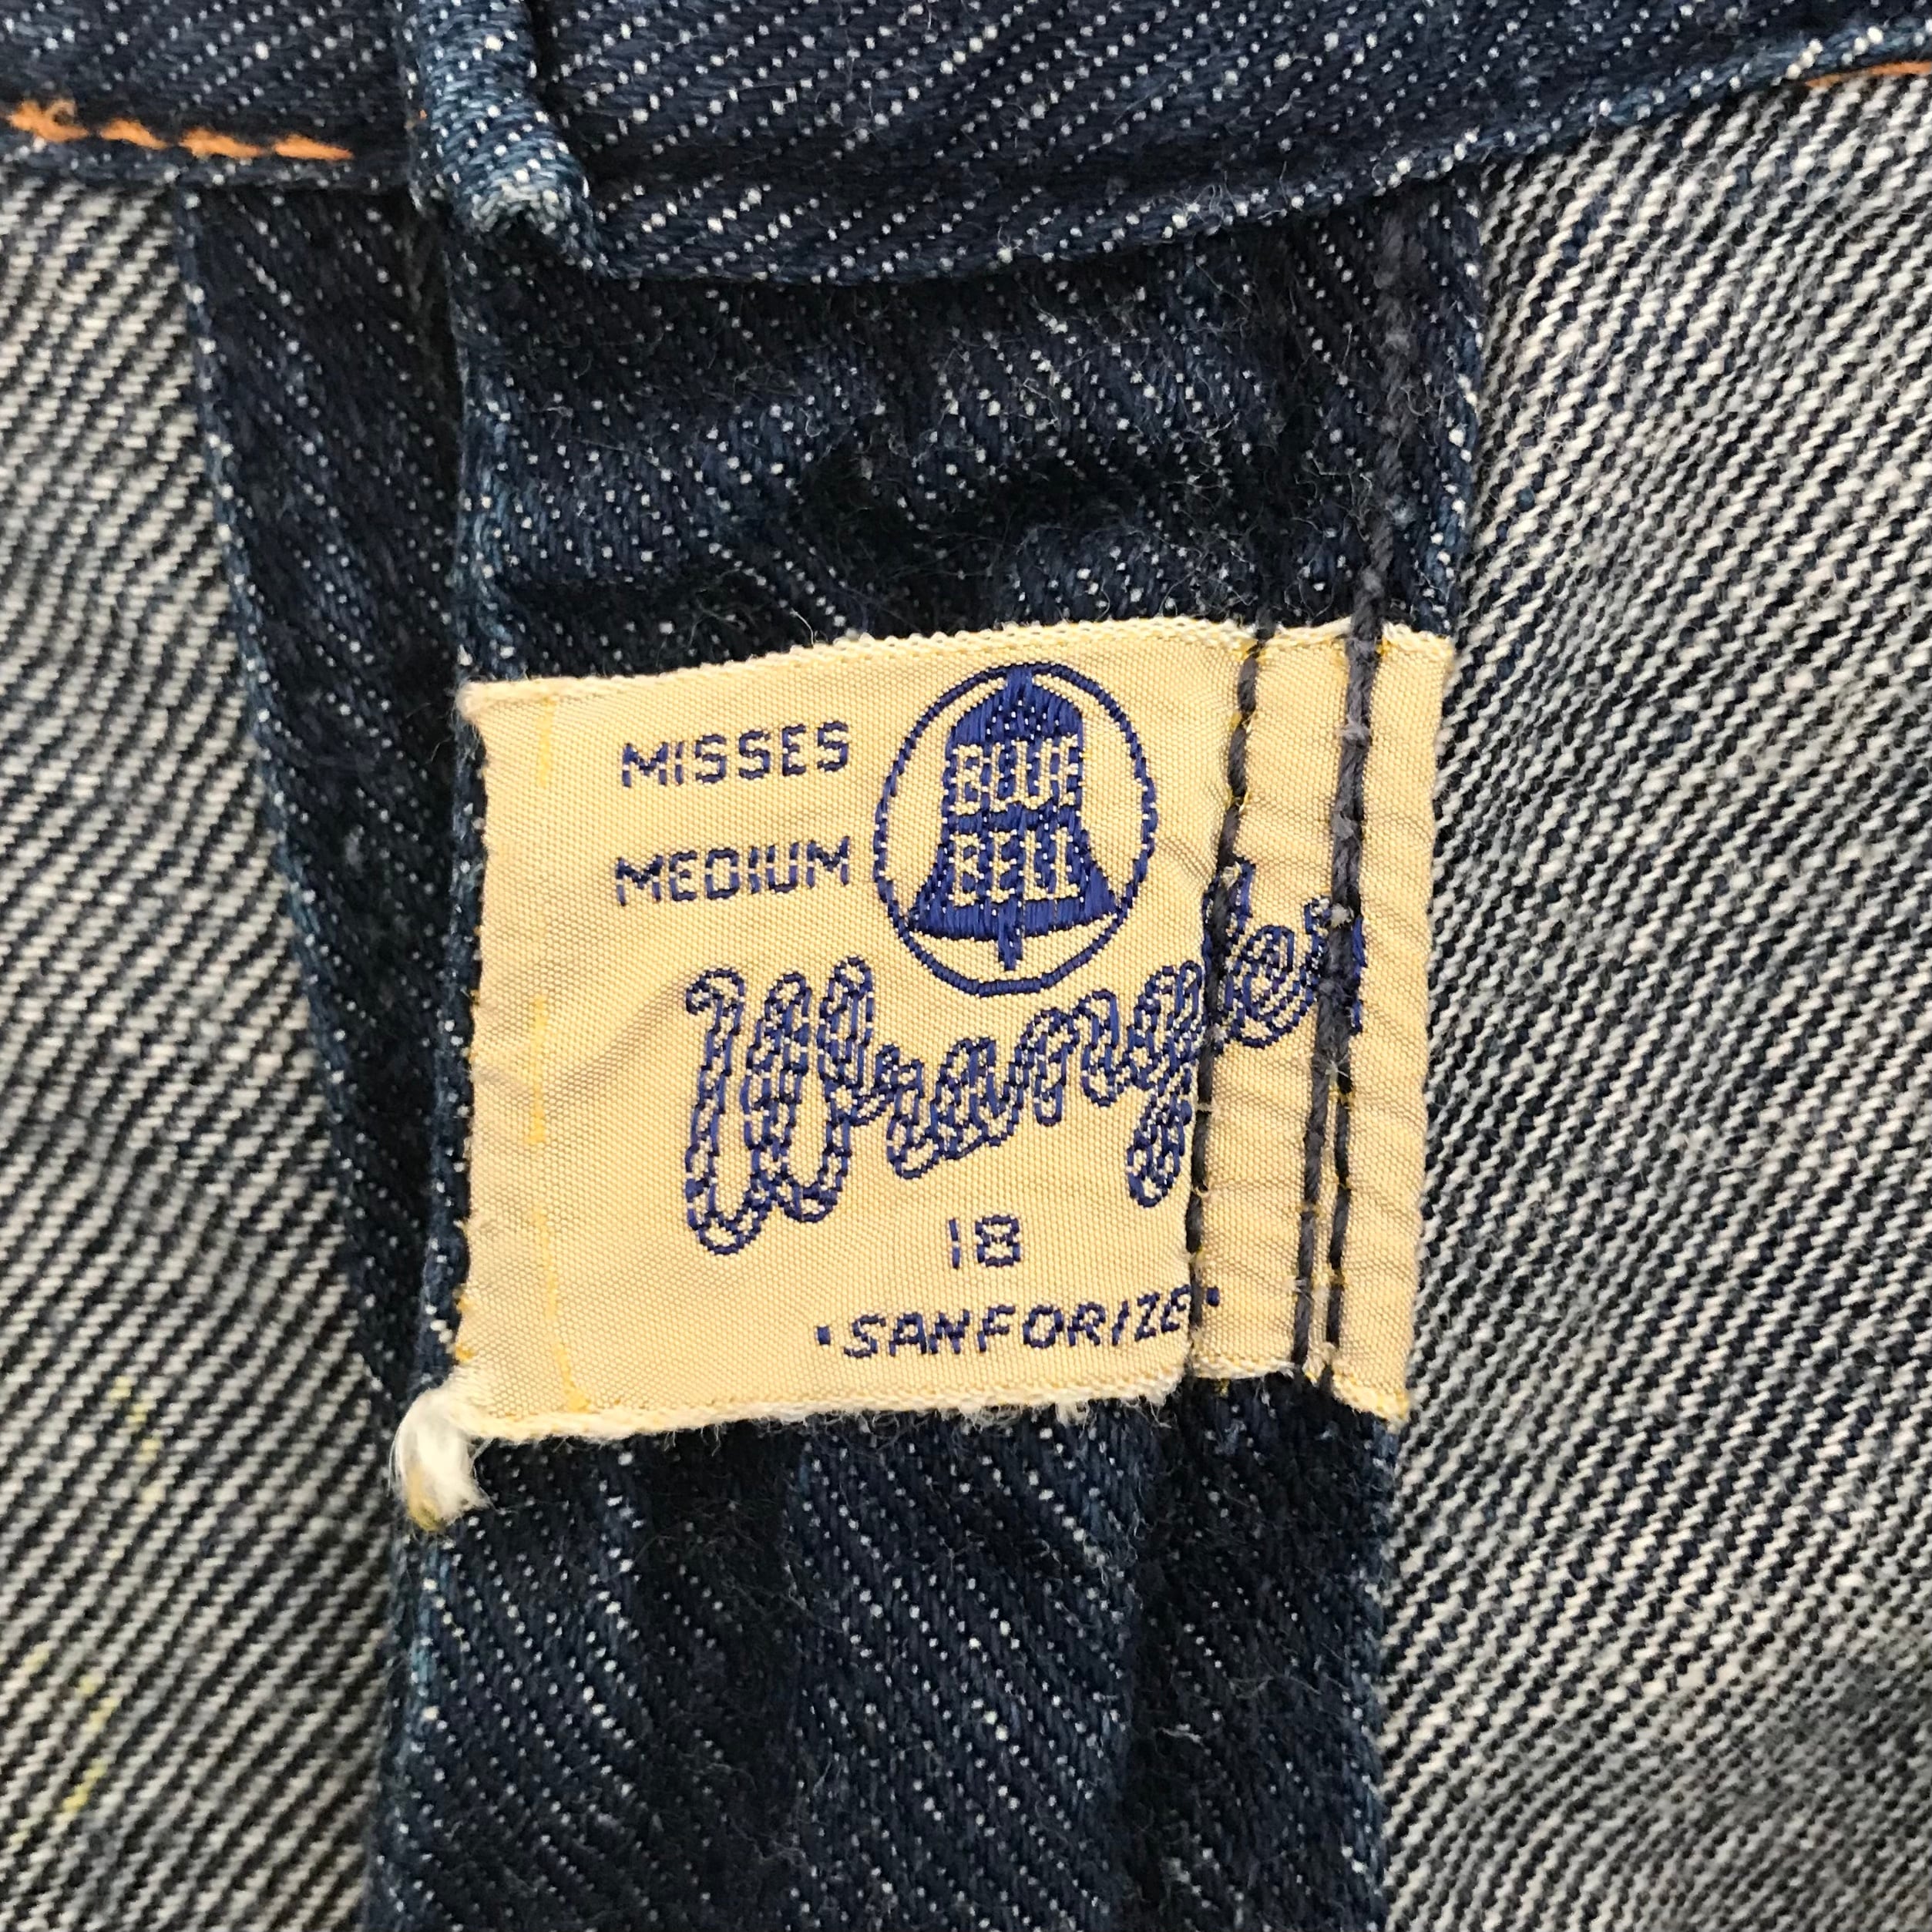 MISSES
MEDIUM
BLUE
BELL
Wrangler
18
"SANFORIZE"